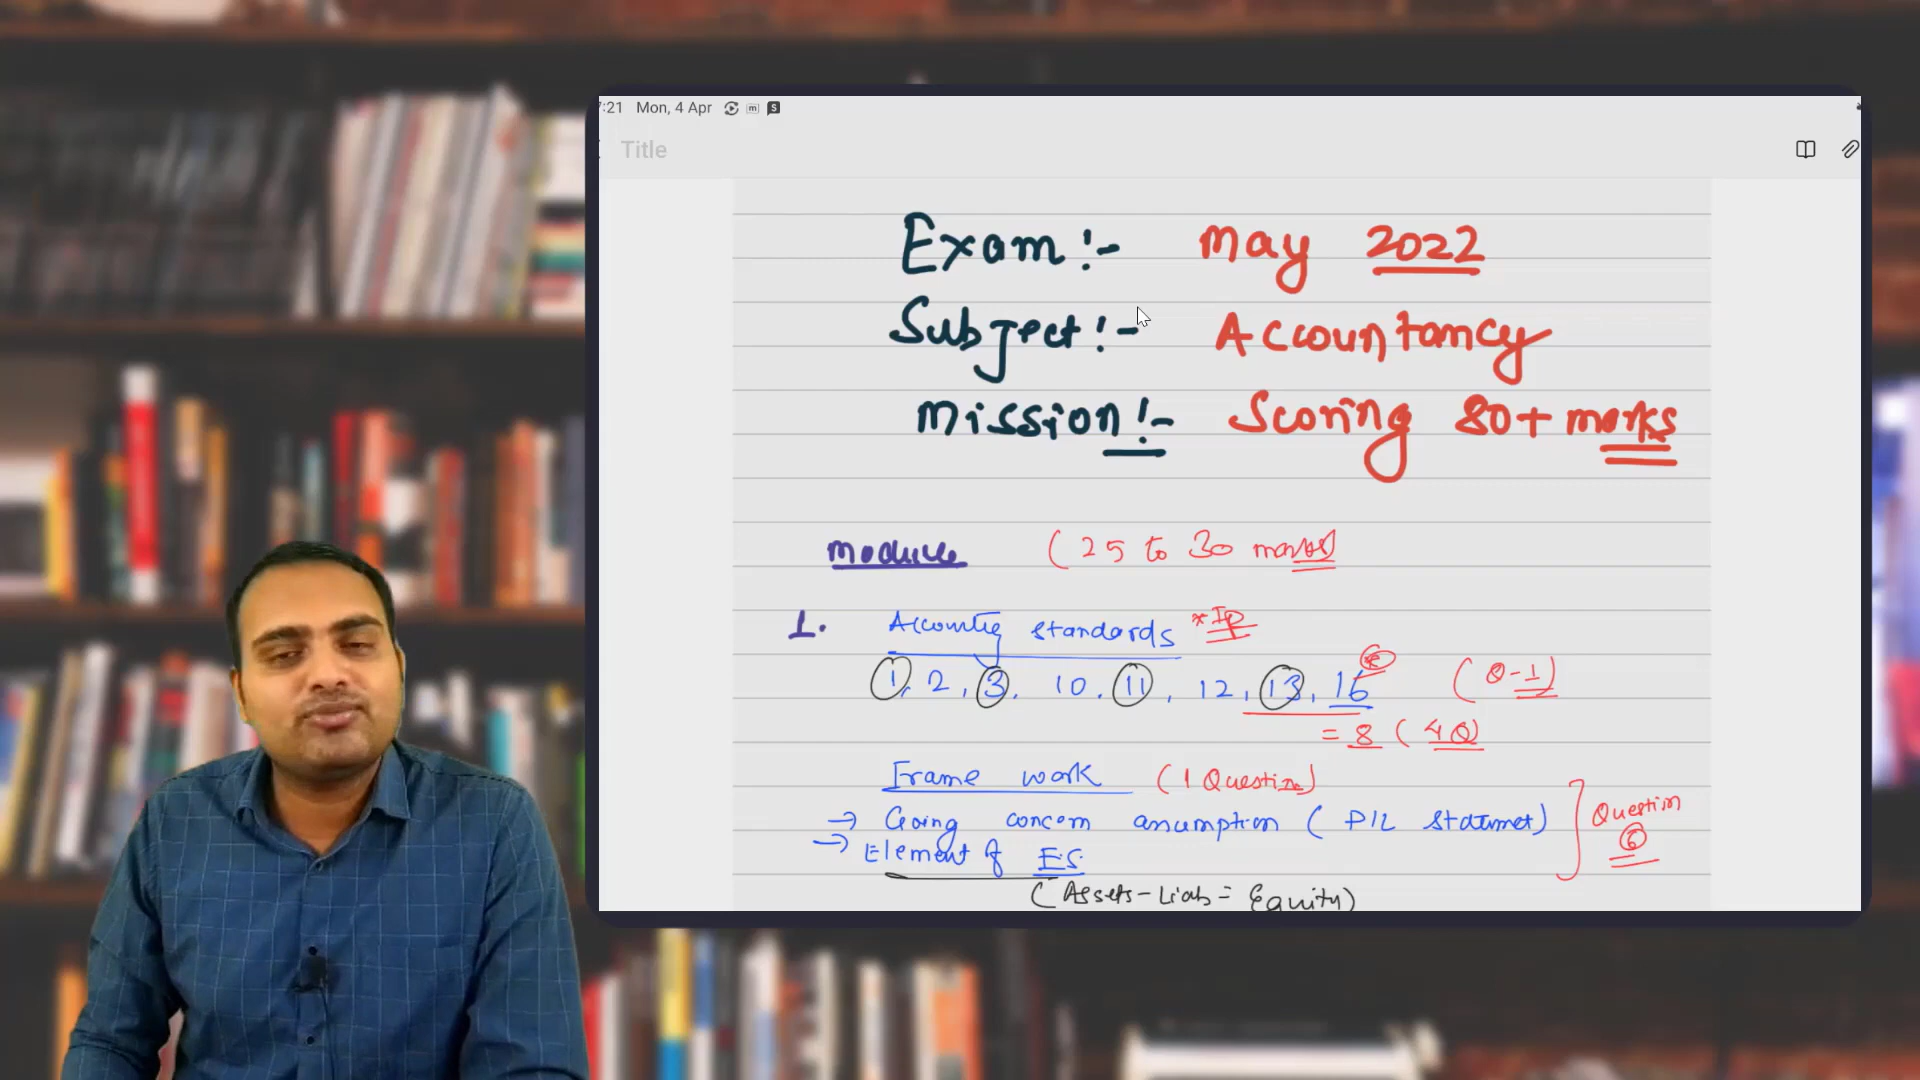 7:21 Mon, 4 Apr
Title
Exam:- May 2022
Subject:- Accountancy
Mission:- Scoring 80+ marks
Module (25 to 30 marks)
1. Accounting standards *Ip
1, 2, 3, 10, 11, 12, 13, 16 (Q-1)
= 8 (4Q)
Frame work (1 Question)
→ Going concern assumption (P/L Statement)
→ Element of F.S.
Question 6
(Assets - Liab = Equity)